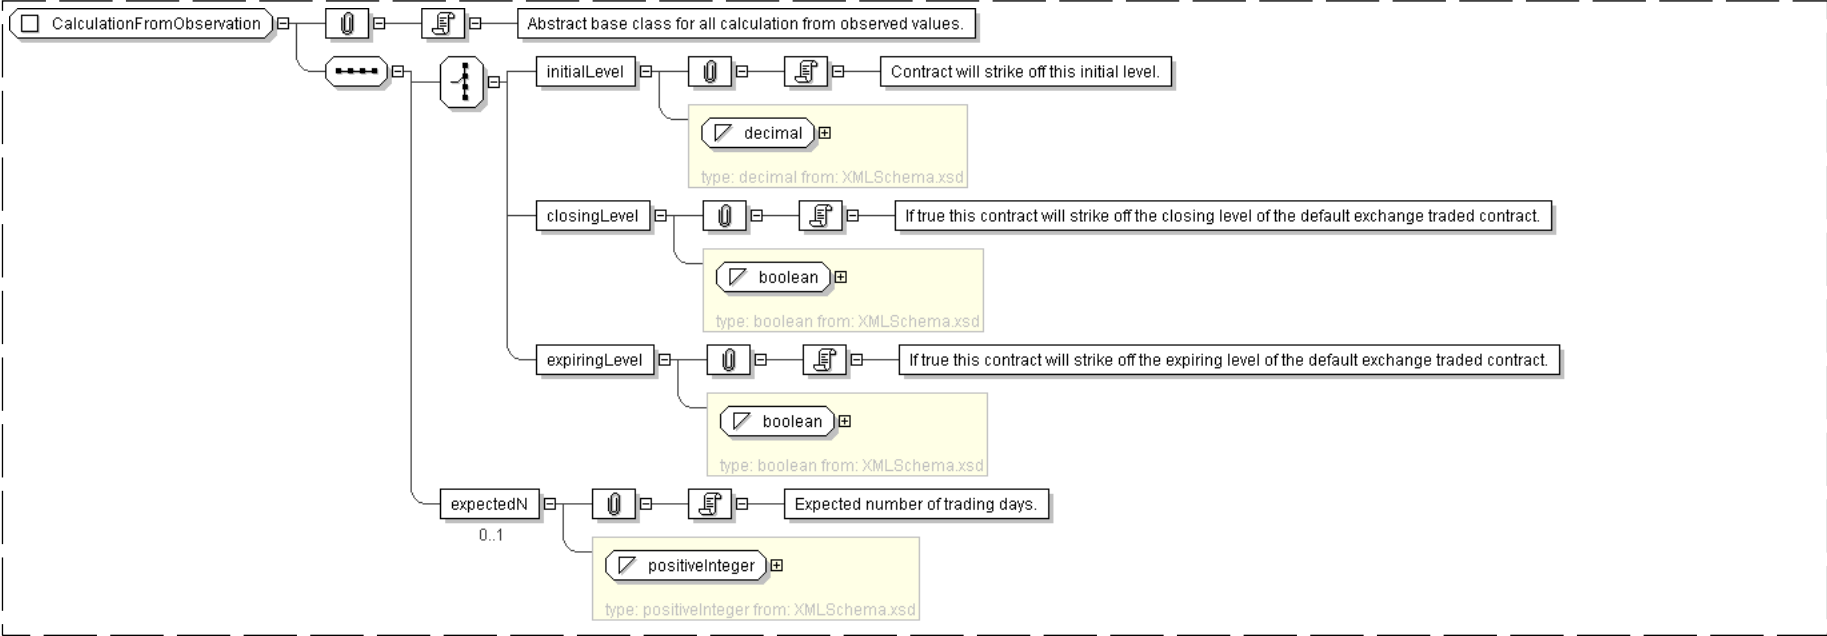 CalculationFromObservation
Abstract base class for all calculation from observed values.
initialLevel
Contract will strike off this initial level.
decimal
type: decimal from: XMLSchema.xsd
closingLevel
If true this contract will strike off the closing level of the default exchange traded contract.
boolean
type: boolean from: XMLSchema.xsd
expiringLevel
If true this contract will strike off the expiring level of the default exchange traded contract.
boolean
type: boolean from: XMLSchema.xsd
expectedN
Expected number of trading days.
0..1
positiveInteger
type: positiveInteger from: XMLSchema.xsd